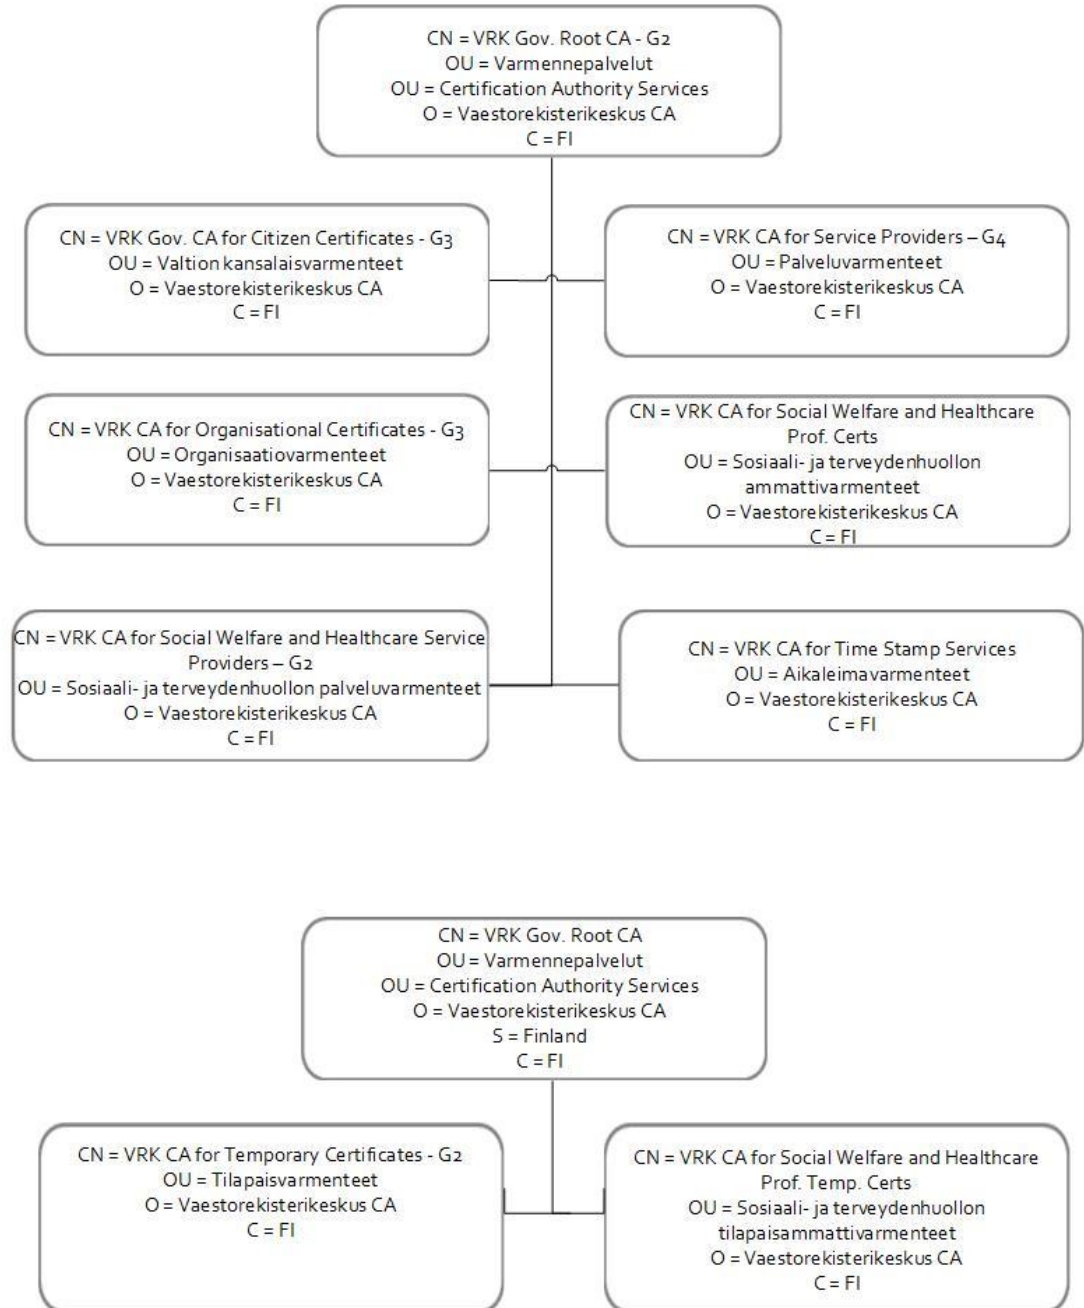 CN = VRK Gov. Root CA - G2
OU = Varmennepalvelut
OU = Certification Authority Services
O = Vaestorekisterikeskus CA
C = FI
CN = VRK Gov. CA for Citizen Certificates - G3
OU = Valtion kansalaisvarmenteet
O = Vaestorekisterikeskus CA
C = FI
CN = VRK CA for Service Providers – G4
OU = Palveluvarmenteet
O = Vaestorekisterikeskus CA
C = FI
CN = VRK CA for Organisational Certificates - G3
OU = Organisaatiovarmenteet
O = Vaestorekisterikeskus CA
C = FI
CN = VRK CA for Social Welfare and Healthcare
Prof. Certs
OU = Sosiaali- ja terveydenhuollon
ammattivarmenteet
O = Vaestorekisterikeskus CA
C = FI
CN = VRK CA for Social Welfare and Healthcare Service
Providers – G2
OU = Sosiaali- ja terveydenhuollon palveluvarmenteet
O = Vaestorekisterikeskus CA
C = FI
CN = VRK CA for Time Stamp Services
OU = Aikaleimavarmenteet
O = Vaestorekisterikeskus CA
C = FI
CN = VRK Gov. Root CA
OU = Varmennepalvelut
OU = Certification Authority Services
O = Vaestorekisterikeskus CA
S = Finland
C = FI
CN = VRK CA for Temporary Certificates - G2
OU = Tilapaisvarmenteet
O = Vaestorekisterikeskus CA
C = FI
CN = VRK CA for Social Welfare and Healthcare
Prof. Temp. Certs
OU = Sosiaali- ja terveydenhuollon
tilapaisammattivarmenteet
O = Vaestorekisterikeskus CA
C = FI